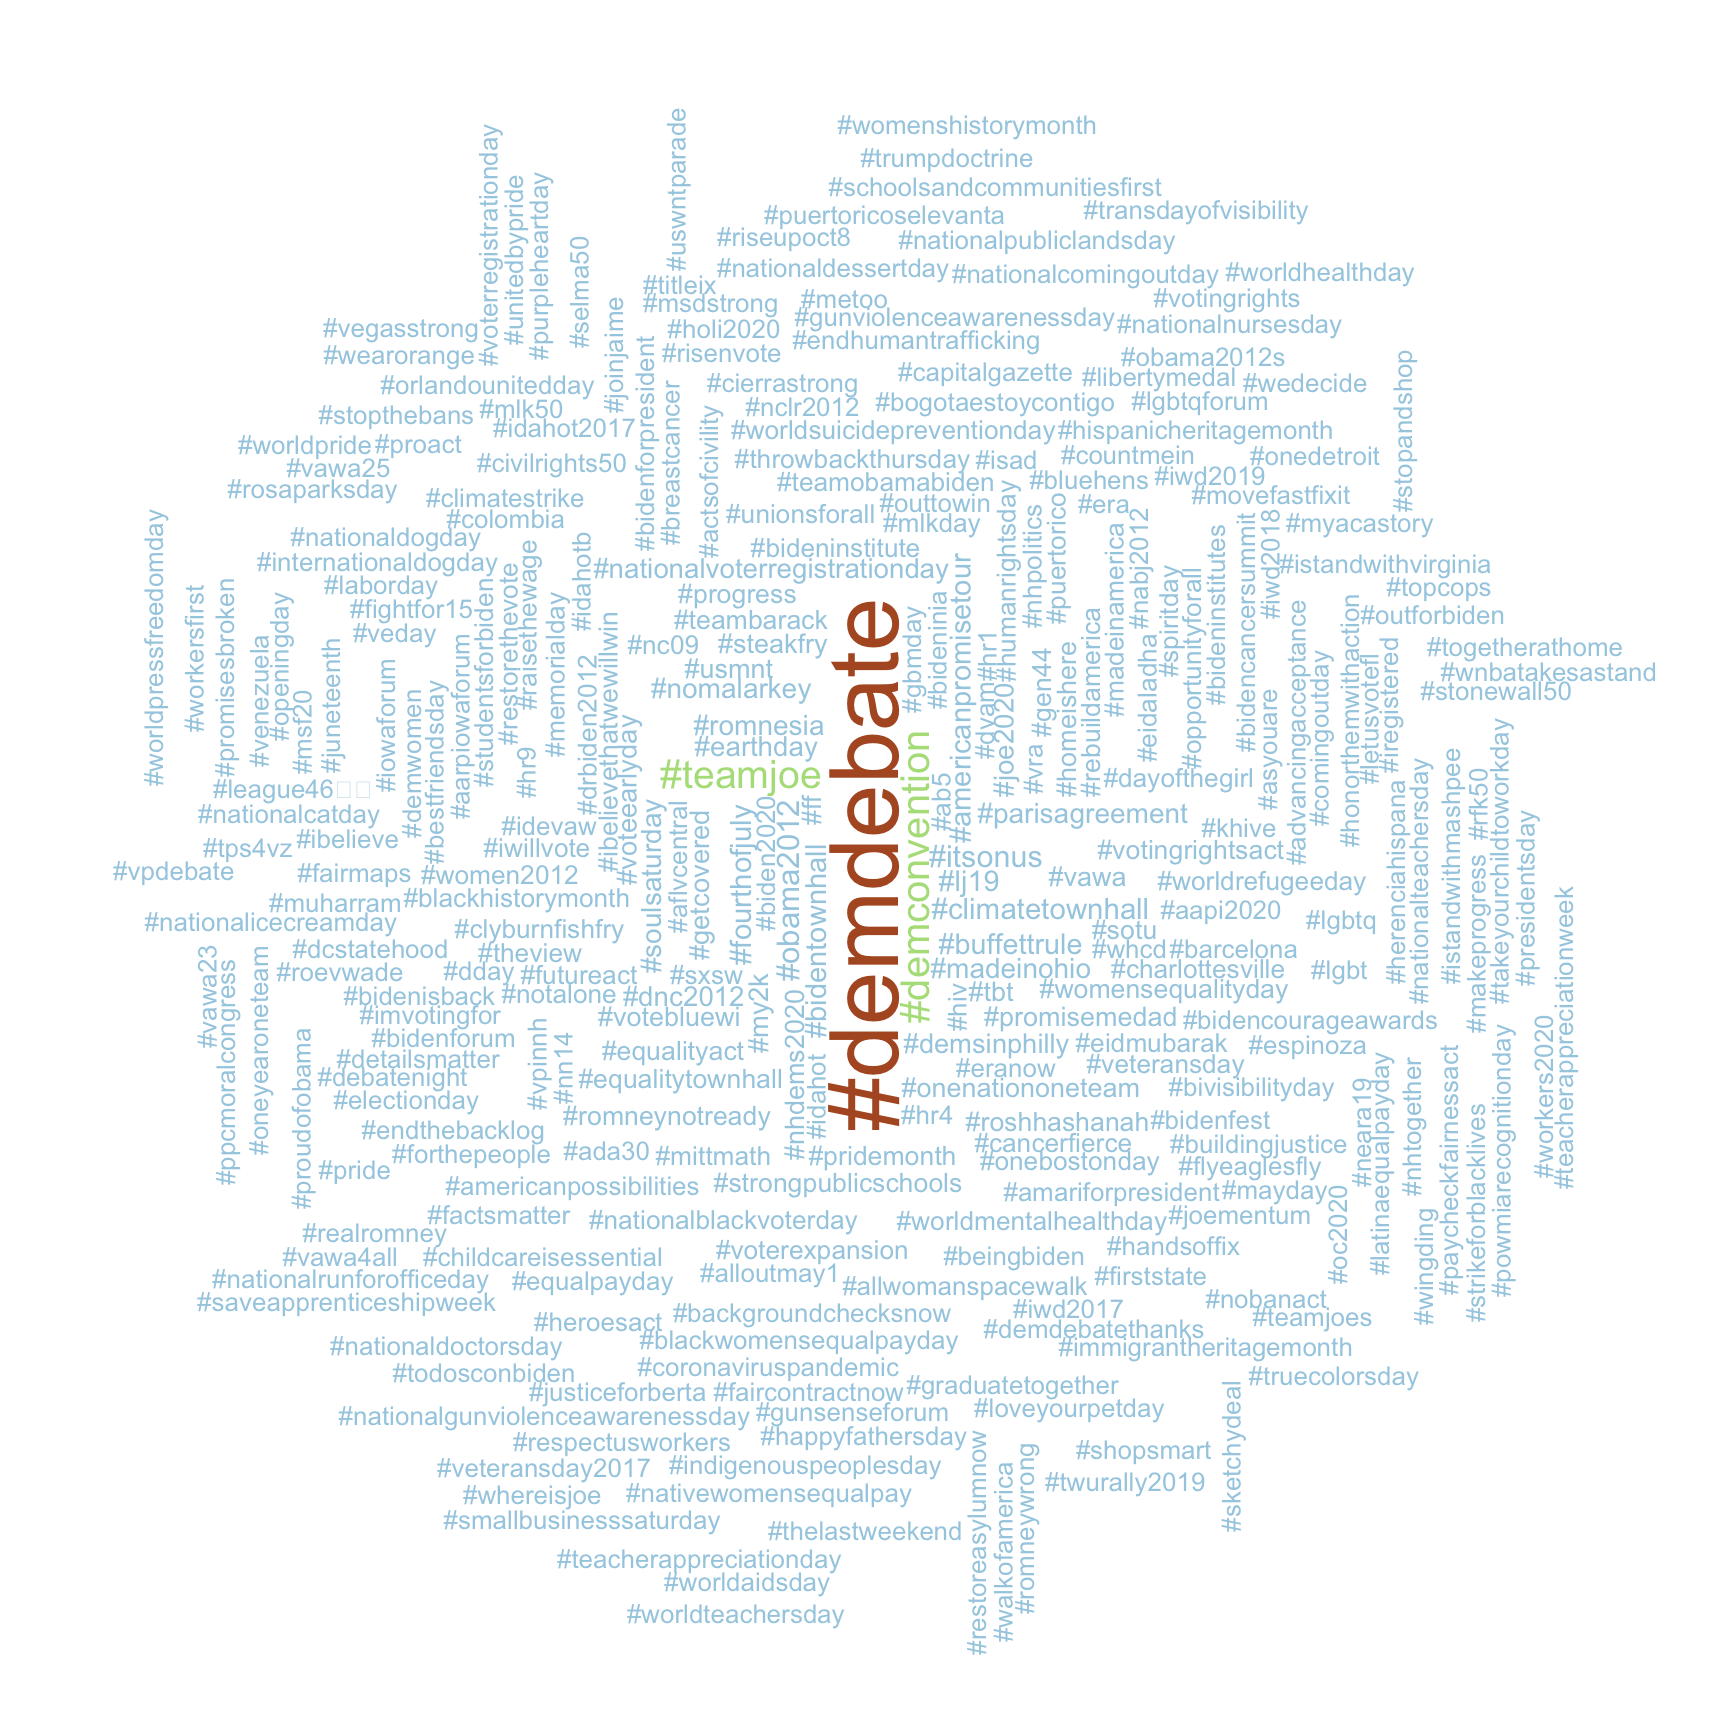 #womenshistorymonth
#trumpdoctrine
#schoolsandcommunitiesfirst
#puertoricoselevanta
#transdayofvisibility
#riseupoct8
#nationalpubliclandsday
#uswntparade
#voterregistrationday
#unitedbypride
#purpleheartday
#selma50
#nationaldessertday
#nationalcomingoutday
#worldhealthday
#titleix
#msdstrong
#metoo
#votingrights
#gunviolenceawarenessday
#nationalnursesday
#vegasstrong
#holi2020
#endhumantrafficking
#wearorange
#risenvote
#obama2012s
#joinjaime
#bidenforpresident
#orlandounitedday
#cierrastrong
#capitalgazette
#libertymedal
#wedecide
#stopandshop
#stopthebans
#mlk50
#nclr2012
#bogotaestoycontigo
#lgbtqforum
#idahot2017
#breastcancer
#actsofcivility
#worldsuicidepreventionday
#hispanicheritagemonth
#worldpride
#proact
#vawa25
#civilrights50
#throwbackthursday
#isad
#countmein
#onedetroit
#rosaparksday
#climatestrike
#teamobamabiden
#bluehens
#iwd2019
#movefastfixit
#colombia
#unionsforall
#outtowin
#mlkday
#era
#myacastory
#nationaldogday
#bideninstitute
#internationaldogday
#nationalvoterregistrationday
#istandwithvirginia
#laborday
#progress
#topcops
#fightfor15
#teambarack
#outforbiden
#veday
#nc09
#steakfry
#togetherathome
#usmnt
#wnbatakesastand
#nomalarkey
#stonewall50
#romnesia
#earthday
#worldpressfreedomday
#workersfirst
#promisesbroken
#venezuela
#openingday
#msf20
#juneteenth
#iowaforum
#demwomen
#bestfriendsday
#aarpiowaforum
#studentsforbiden
#restorethevote
#raisethewage
#hr9
#memorialday
#idahotb
#drbiden2012
#ibelievethatwewillwin
#voteearlyday
#demdebate
#teamjoe
#demconvention
#gbmday
#bideninia
#americanpromisetour
#dyam
#hr1
#humanrightsday
#joe2020
#nhpolitics
#vra
#gen44
#puertorico
#homeishere
#rebuildamerica
#madeinamerica
#nabj2012
#eidaladha
#spiritday
#opportunityforall
#bideninstitutes
#bidencancersummit
#iwd2018
#asyouare
#advancingacceptance
#comingoutday
#honorthemwithaction
#letusvotefl
#iregistered
#dayofthegirl
#league46
#nationalcatday
#ab5
#parisagreement
#idevaw
#khive
#ibelieve
#tps4vz
#iwillvote
#itsonus
#votingrightsact
#vpdebate
#fairmaps
#women2012
#lj19
#vawa
#worldrefugeeday
#muharram
#blackhistorymonth
#climatetownhall
#aapi2020
#lgbtq
#nationalicecreamday
#clyburnfishfry
#sotu
#dcstatehood
#theview
#buffettrule
#whcd
#barcelona
#roevwade
#dday
#futureact
#sxsw
#madeinohio
#charlottesville
#lgbt
#bidenisback
#notalone
#dnc2012
#tbt
#womensequalityday
#soulsaturday
#aflvcentral
#getcovered
#fourthofjuly
#biden2020
#obama2012
#ff
#bidentownhall
#my2k
#nhdems2020
#idahot
#hiv
#herenciahispana
#nationalteachersday
#istandwithmashpee
#rfk50
#makeprogress
#takeyourchildtoworkday
#presidentsday
#teacherappreciationweek
#workers2020
#imvotingfor
#votebluewi
#promisemedad
#bidencourageawards
#bidenforum
#vpinnh
#nn14
#equalityact
#demsinphilly
#eidmubarak
#espinoza
#detailsmatter
#eranow
#veteransday
#debatenight
#equalitytownhall
#onenationoneteam
#bivisibilityday
#electionday
#romneynotready
#hr4
#roshhashanah
#bidenfest
#endthebacklog
#cancerfierce
#buildingjustice
#forthepeople
#ada30
#mittmath
#pridemonth
#onebostonday
#flyeaglesfly
#pride
#americanpossibilities
#strongpublicschools
#amariforpresident
#mayday
#vawa23
#ppcmoralcongress
#oneyearoneteam
#proudofobama
#neara19
#latinaequalpayday
#nhtogether
#oc2020
#wingding
#paycheckfairnessact
#strikeforblacklives
#powmiarecognitionday
#factsmatter
#nationalblackvoterday
#worldmentalhealthday
#joementum
#realromney
#vawa4all
#childcareisessential
#voterexpansion
#beingbiden
#handsoffix
#nationalrunforofficeday
#equalpayday
#alloutmay1
#allwomanspacewalk
#firststate
#saveapprenticeshipweek
#nobanact
#heroesact
#backgroundchecksnow
#iwd2017
#teamjoes
#demdebatethanks
#nationaldoctorsday
#blackwomensequalpayday
#immigrantheritagemonth
#todosconbiden
#coronaviruspandemic
#truecolorsday
#justiceforberta
#faircontractnow
#graduatetogether
#nationalgunviolenceawarenessday
#gunsenseforum
#loveyourpetday
#respectusworkers
#happyfathersday
#shopsmart
#sketchydeal
#veteransday2017
#indigenouspeoplesday
#twurally2019
#whereisjoe
#nativewomensequalpay
#smallbusinesssaturday
#thelastweekend
#restoreasylumnow
#walkofamerica
#romneywrong
#teacherappreciationday
#worldaidsday
#worldteachersday